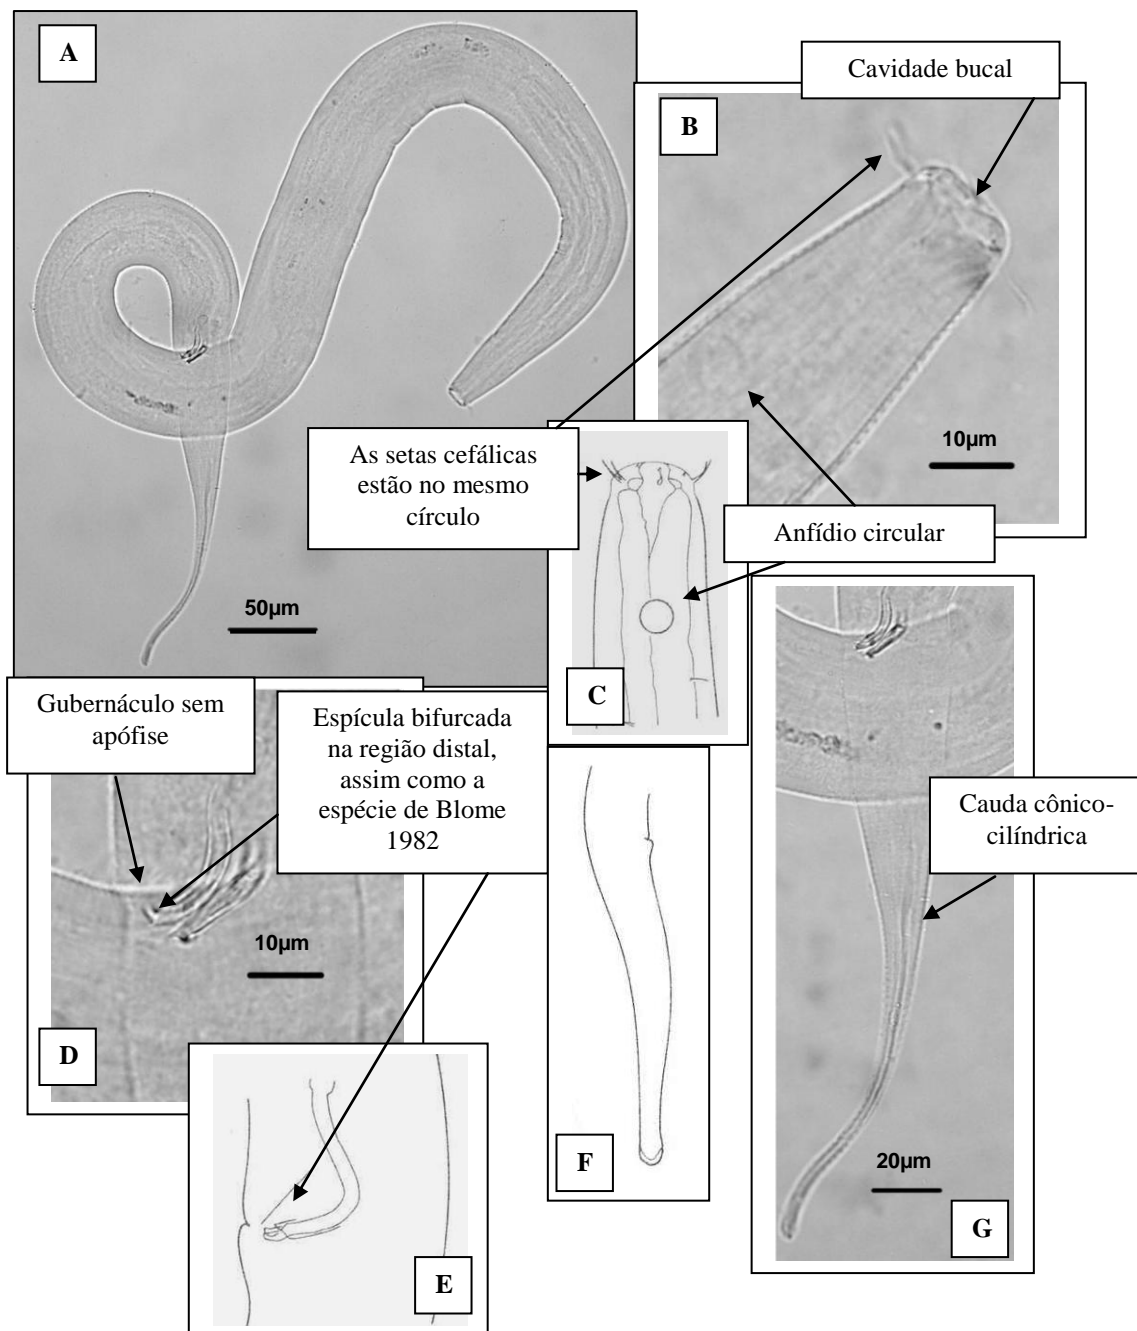 A
Cavidade bucal
B
10µm
As setas cefálicas
estão no mesmo
círculo
Anfídio circular
50µm
C
Gubernáculo sem
apófise
Espícula bifurcada
na região distal,
assim como a
espécie de Blome
1982
Cauda cônico-
cilíndrica
10µm
D
F
20µm
G
E